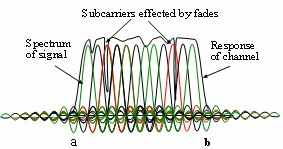 Subcarriers effected by fades
Spectrum
of signal
Response
of channel
a
b